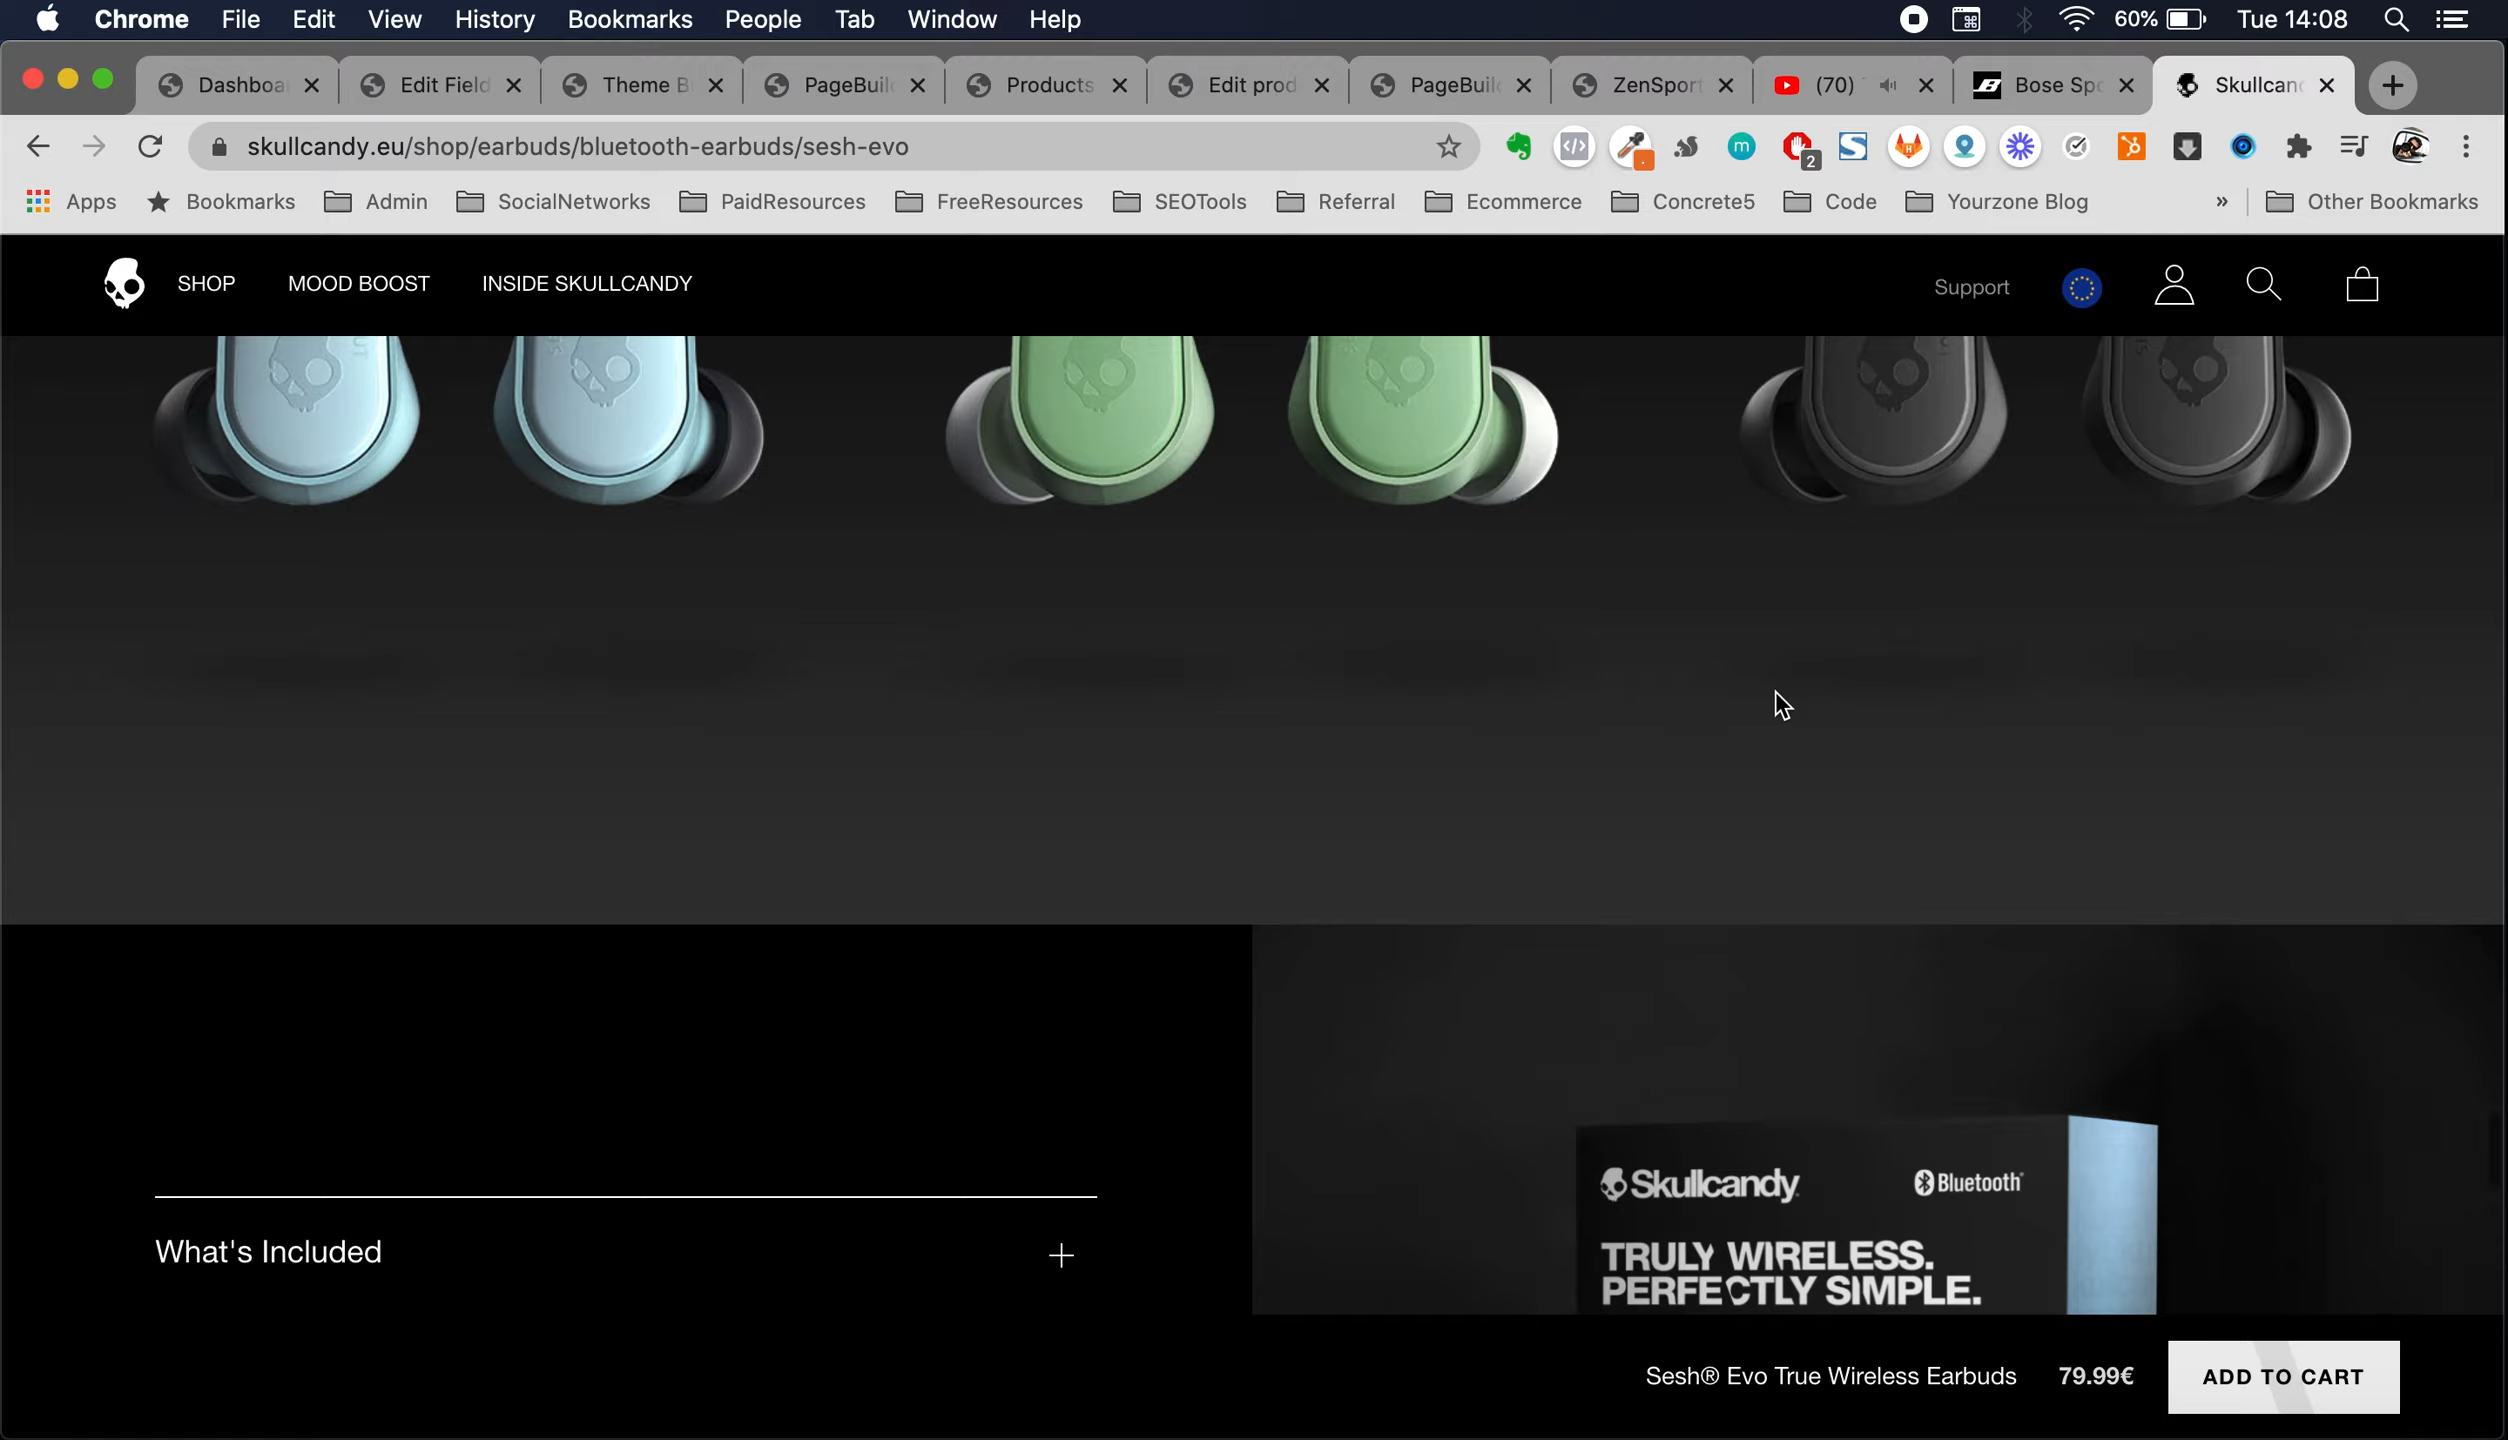 Chrome File Edit View History Bookmarks People Tab Window Help 60% Tue 14:08
Dashboa Edit Field Theme B PageBuil Products Edit prod PageBuil ZenSport (70) Bose Spo Skullcan
skullcandy.eu/shop/earbuds/bluetooth-earbuds/sesh-evo m 2
Apps Bookmarks Admin SocialNetworks PaidResources FreeResources SEOTools Referral Ecommerce Concrete5 Code Yourzone Blog » Other Bookmarks
SHOP MOOD BOOST INSIDE SKULLCANDY Support
Skullcandy Bluetooth
TRULY WIRELESS.
PERFECTLY SIMPLE.
What's Included +
Sesh® Evo True Wireless Earbuds 79.99€ ADD TO CART